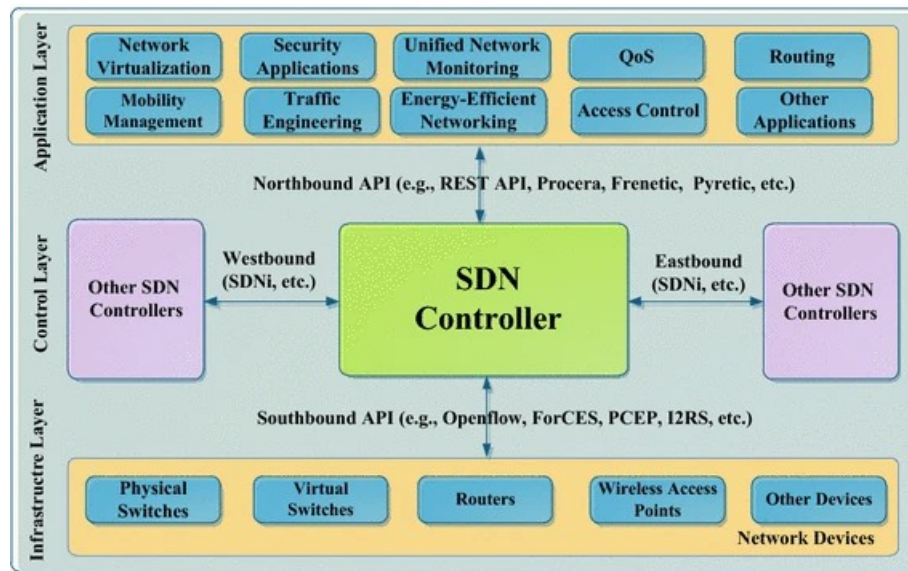 Application Layer
Network
Virtualization
Security
Applications
Unified Network
Monitoring
QoS
Routing
Mobility
Management
Traffic
Engineering
Energy-Efficient
Networking
Access Control
Other
Applications
Northbound API (e.g., REST API, Procera, Frenetic, Pyretic, etc.)
Control Layer
Other SDN
Controllers
Westbound
(SDNi, etc.)
SDN
Controller
Eastbound
(SDNi, etc.)
Other SDN
Controllers
Southbound API (e.g., Openflow, ForCES, PCEP, I2RS, etc.)
Infrastructre Layer
Physical
Switches
Virtual
Switches
Routers
Wireless Access
Points
Other Devices
Network Devices